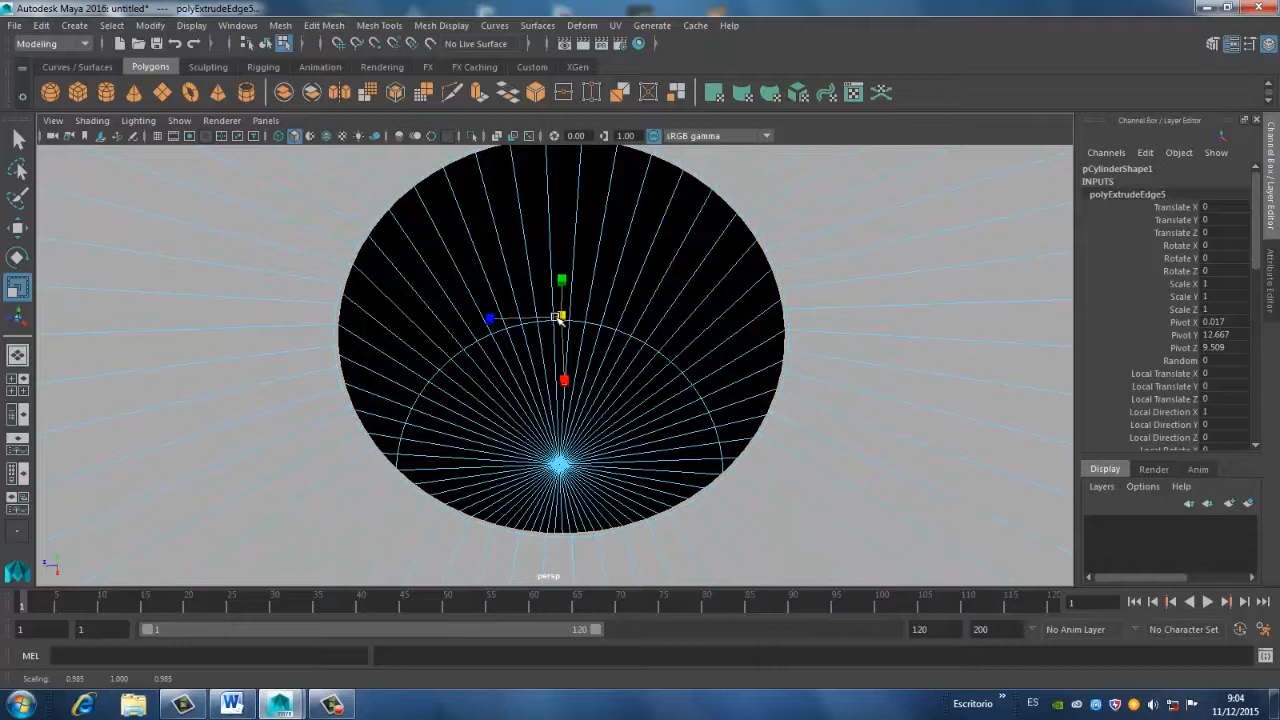 Autodesk Maya 2016: untitled*   ---   polyExtrudeEdge5...
File Edit Create Select Modify Display Windows Mesh Edit Mesh Mesh Tools Mesh Display Curves Surfaces Deform UV Generate Cache Help
Modeling No Live Surface
Curves / Surfaces Polygons Sculpting Rigging Animation Rendering FX FX Caching Custom XGen
View Shading Lighting Show Renderer Panels
0.00 1.00 sRGB gamma
Channel Box / Layer Editor
Channels Edit Object Show
pCylinderShape1
INPUTS
polyExtrudeEdge5
Translate X 0
Translate Y 0
Translate Z 0
Rotate X 0
Rotate Y 0
Rotate Z 0
Scale X 1
Scale Y 1
Scale Z 1
Pivot X 0.017
Pivot Y 12.667
Pivot Z 9.509
Random 0
Local Translate X 0
Local Translate Y 0
Local Translate Z 0
Local Direction X 1
Local Direction Y 0
Local Direction Z 0
Channel Box / Layer Editor
Attribute Editor
Display Render Anim
Layers Options Help
persp
1 5 10 15 20 25 30 35 40 45 50 55 60 65 70 75 80 85 90 95 100 105 110 115 120 1
1 1 1 120 120 200 No Anim Layer No Character Set
MEL
Scaling: 0.985 1.000 0.985
Escritorio » ES 9:04
11/12/2015